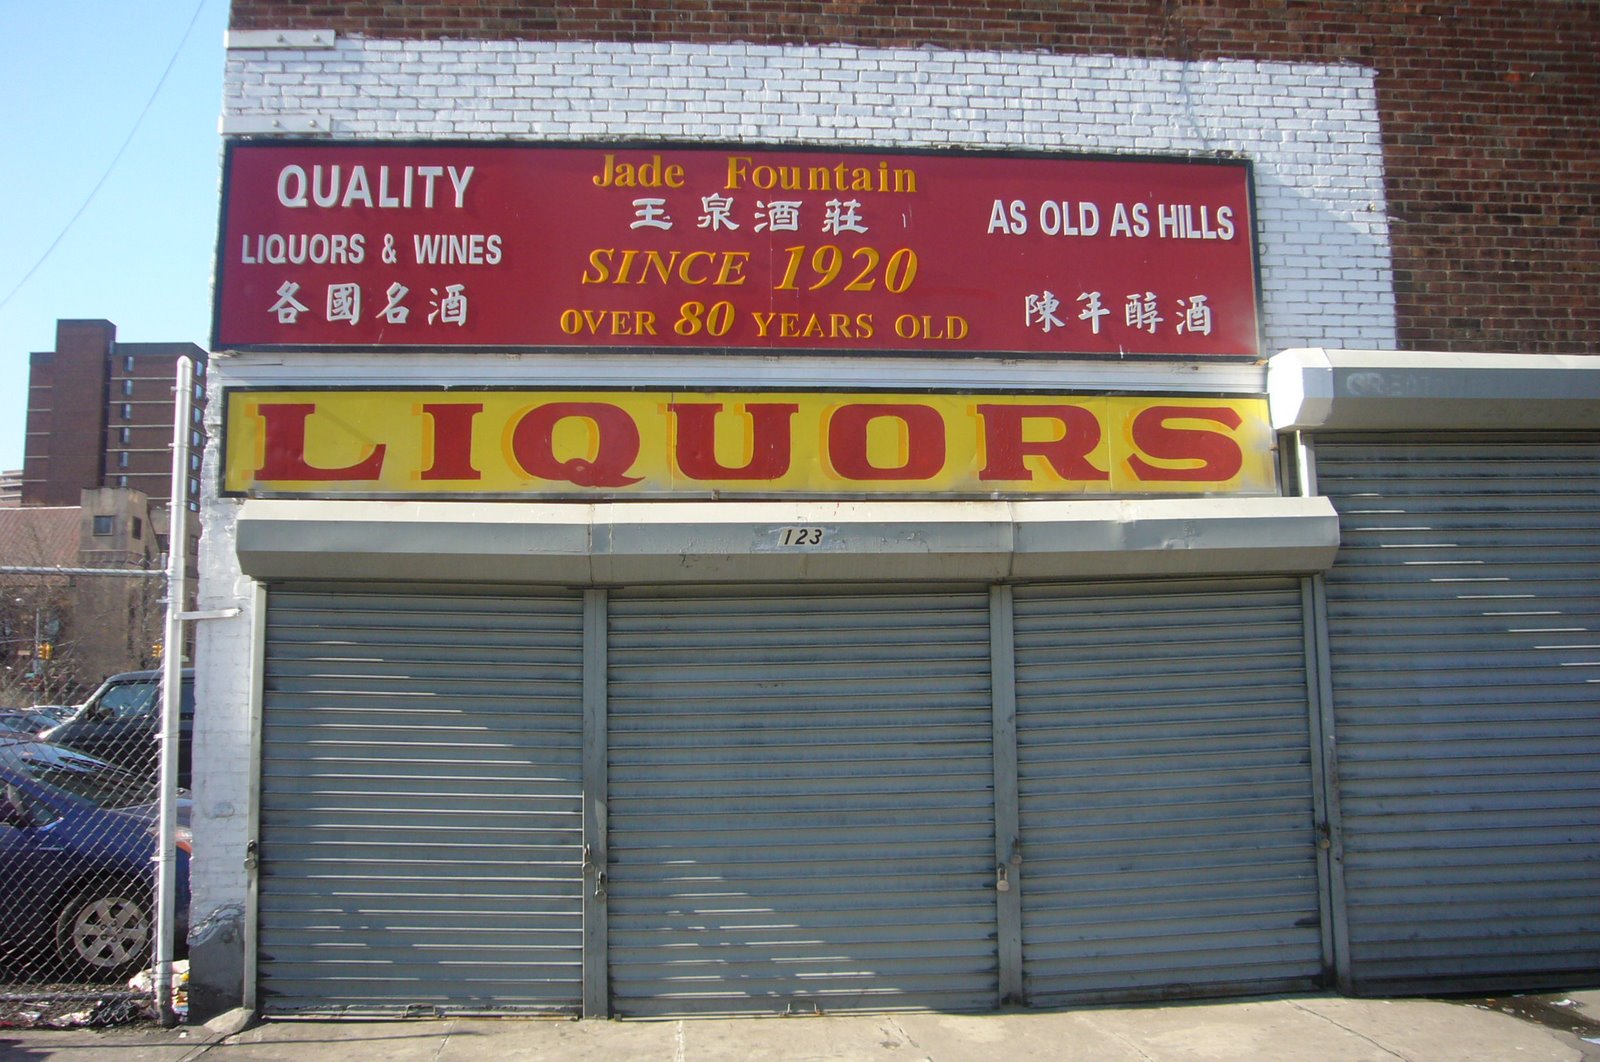 QUALITY
LIQUORS & WINES
各國名酒
Jade Fountain
玉泉酒莊
SINCE 1920
OVER 80 YEARS OLD
AS OLD AS HILLS
陳年醇酒
LIQUORS
123